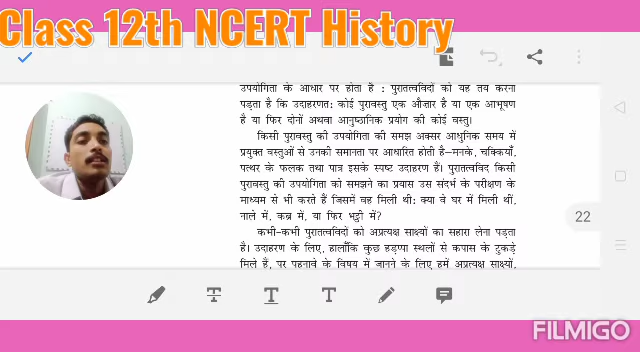 Class 12th NCERT History
उपयोगिता के आधार पर होता है : पुरातत्वविदों को यह तय करना
पड़ता है कि उदाहरणत: कोई पुरावस्तु एक औज़ार है या एक आभूषण
है या फिर दोनों अथवा आनुष्ठानिक प्रयोग की कोई वस्तु।
किसी पुरावस्तु की उपयोगिता की समझ अक्सर आधुनिक समय में
प्रयुक्त वस्तुओं से उनकी समानता पर आधारित होती है—मनके, चक्कियाँ,
पत्थर के फलक तथा पात्र इसके स्पष्ट उदाहरण हैं। पुरातत्वविद किसी
पुरावस्तु की उपयोगिता को समझने का प्रयास उस संदर्भ के परीक्षण के
माध्यम से भी करते हैं जिसमें वह मिली थी: क्या वे घर में मिली थीं,
नाले में, कब्र में, या फिर भट्ठी में?
22
कभी-कभी पुरातत्वविदों को अप्रत्यक्ष साक्ष्यों का सहारा लेना पड़ता
है। उदाहरण के लिए, हालाँकि कुछ हड़प्पा स्थलों से कपास के टुकड़े
मिले हैं, पर पहनावे के विषय में जानने के लिए हमें अप्रत्यक्ष साक्ष्यों,
FILMIGO